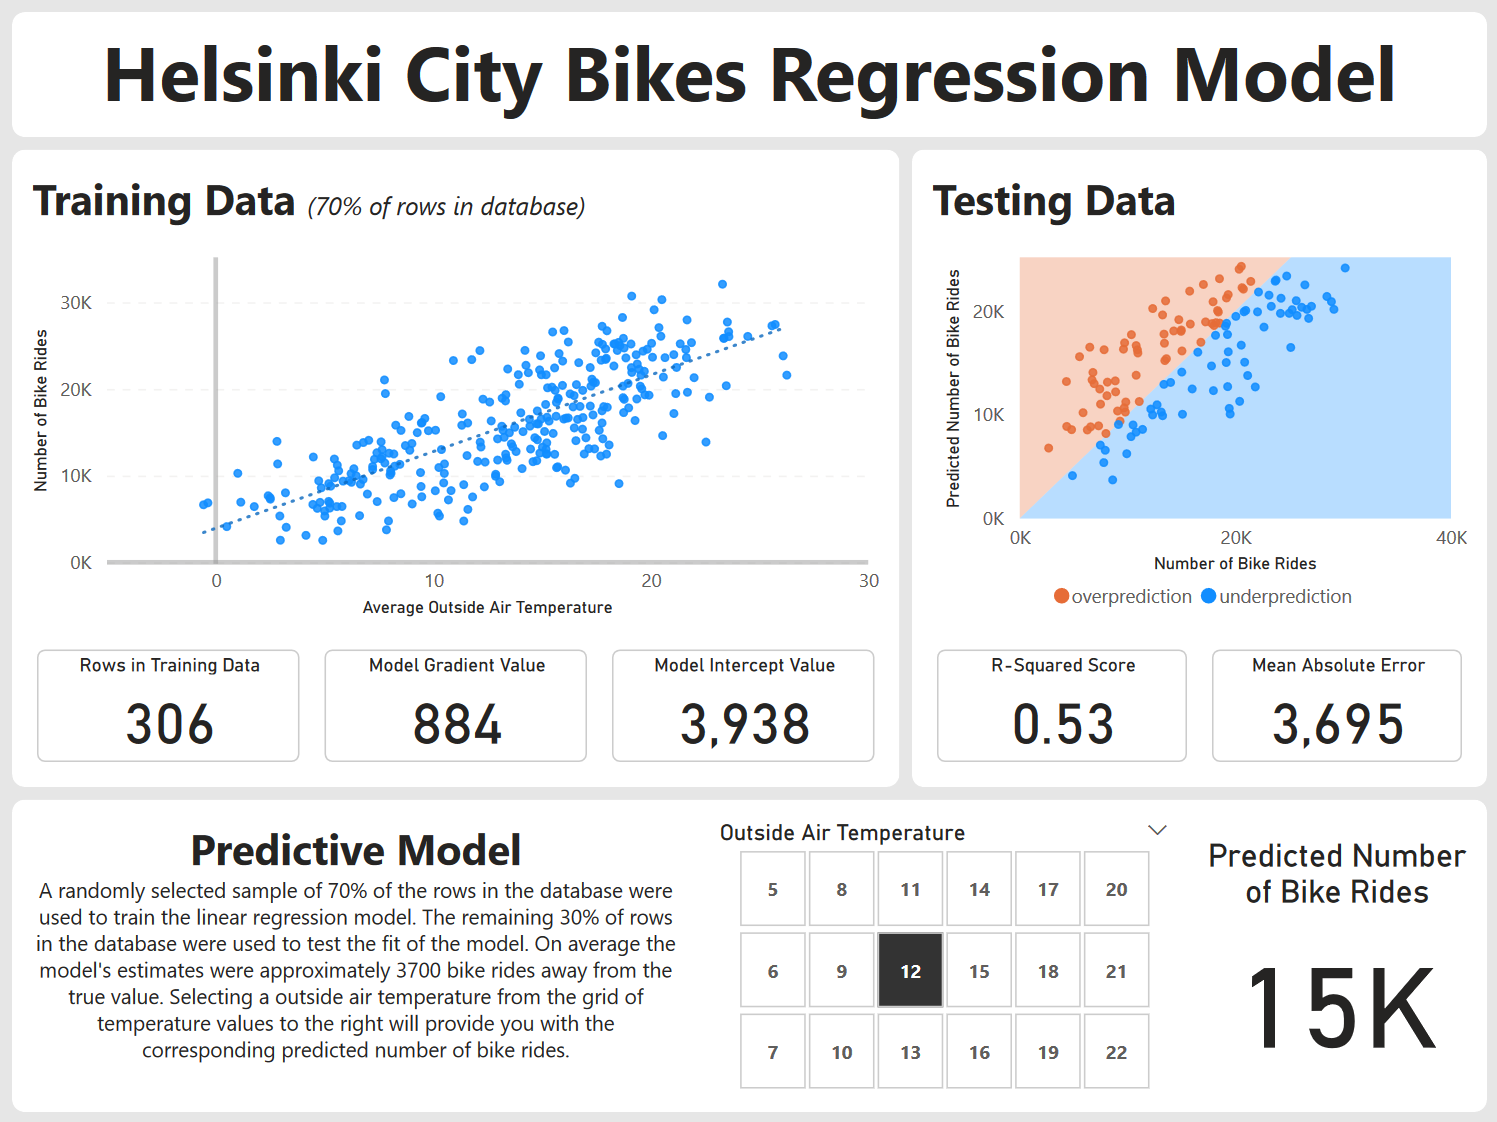 Helsinki City Bikes Regression Model
Training Data (70% of rows in database)
Number of Bike Rides
30K
20K
10K
0K
0
10
20
30
Average Outside Air Temperature
Rows in Training Data
306
Model Gradient Value
884
Model Intercept Value
3,938
Testing Data
Predicted Number of Bike Rides
20K
10K
0K
0K
20K
40K
Number of Bike Rides
overprediction underprediction
R-Squared Score
0.53
Mean Absolute Error
3,695
Predictive Model
A randomly selected sample of 70% of the rows in the database were
used to train the linear regression model. The remaining 30% of rows
in the database were used to test the fit of the model. On average the
model's estimates were approximately 3700 bike rides away from the
true value. Selecting a outside air temperature from the grid of
temperature values to the right will provide you with the
corresponding predicted number of bike rides.
Outside Air Temperature
5 8 11 14 17 20
6 9 12 15 18 21
7 10 13 16 19 22
Predicted Number
of Bike Rides
15K